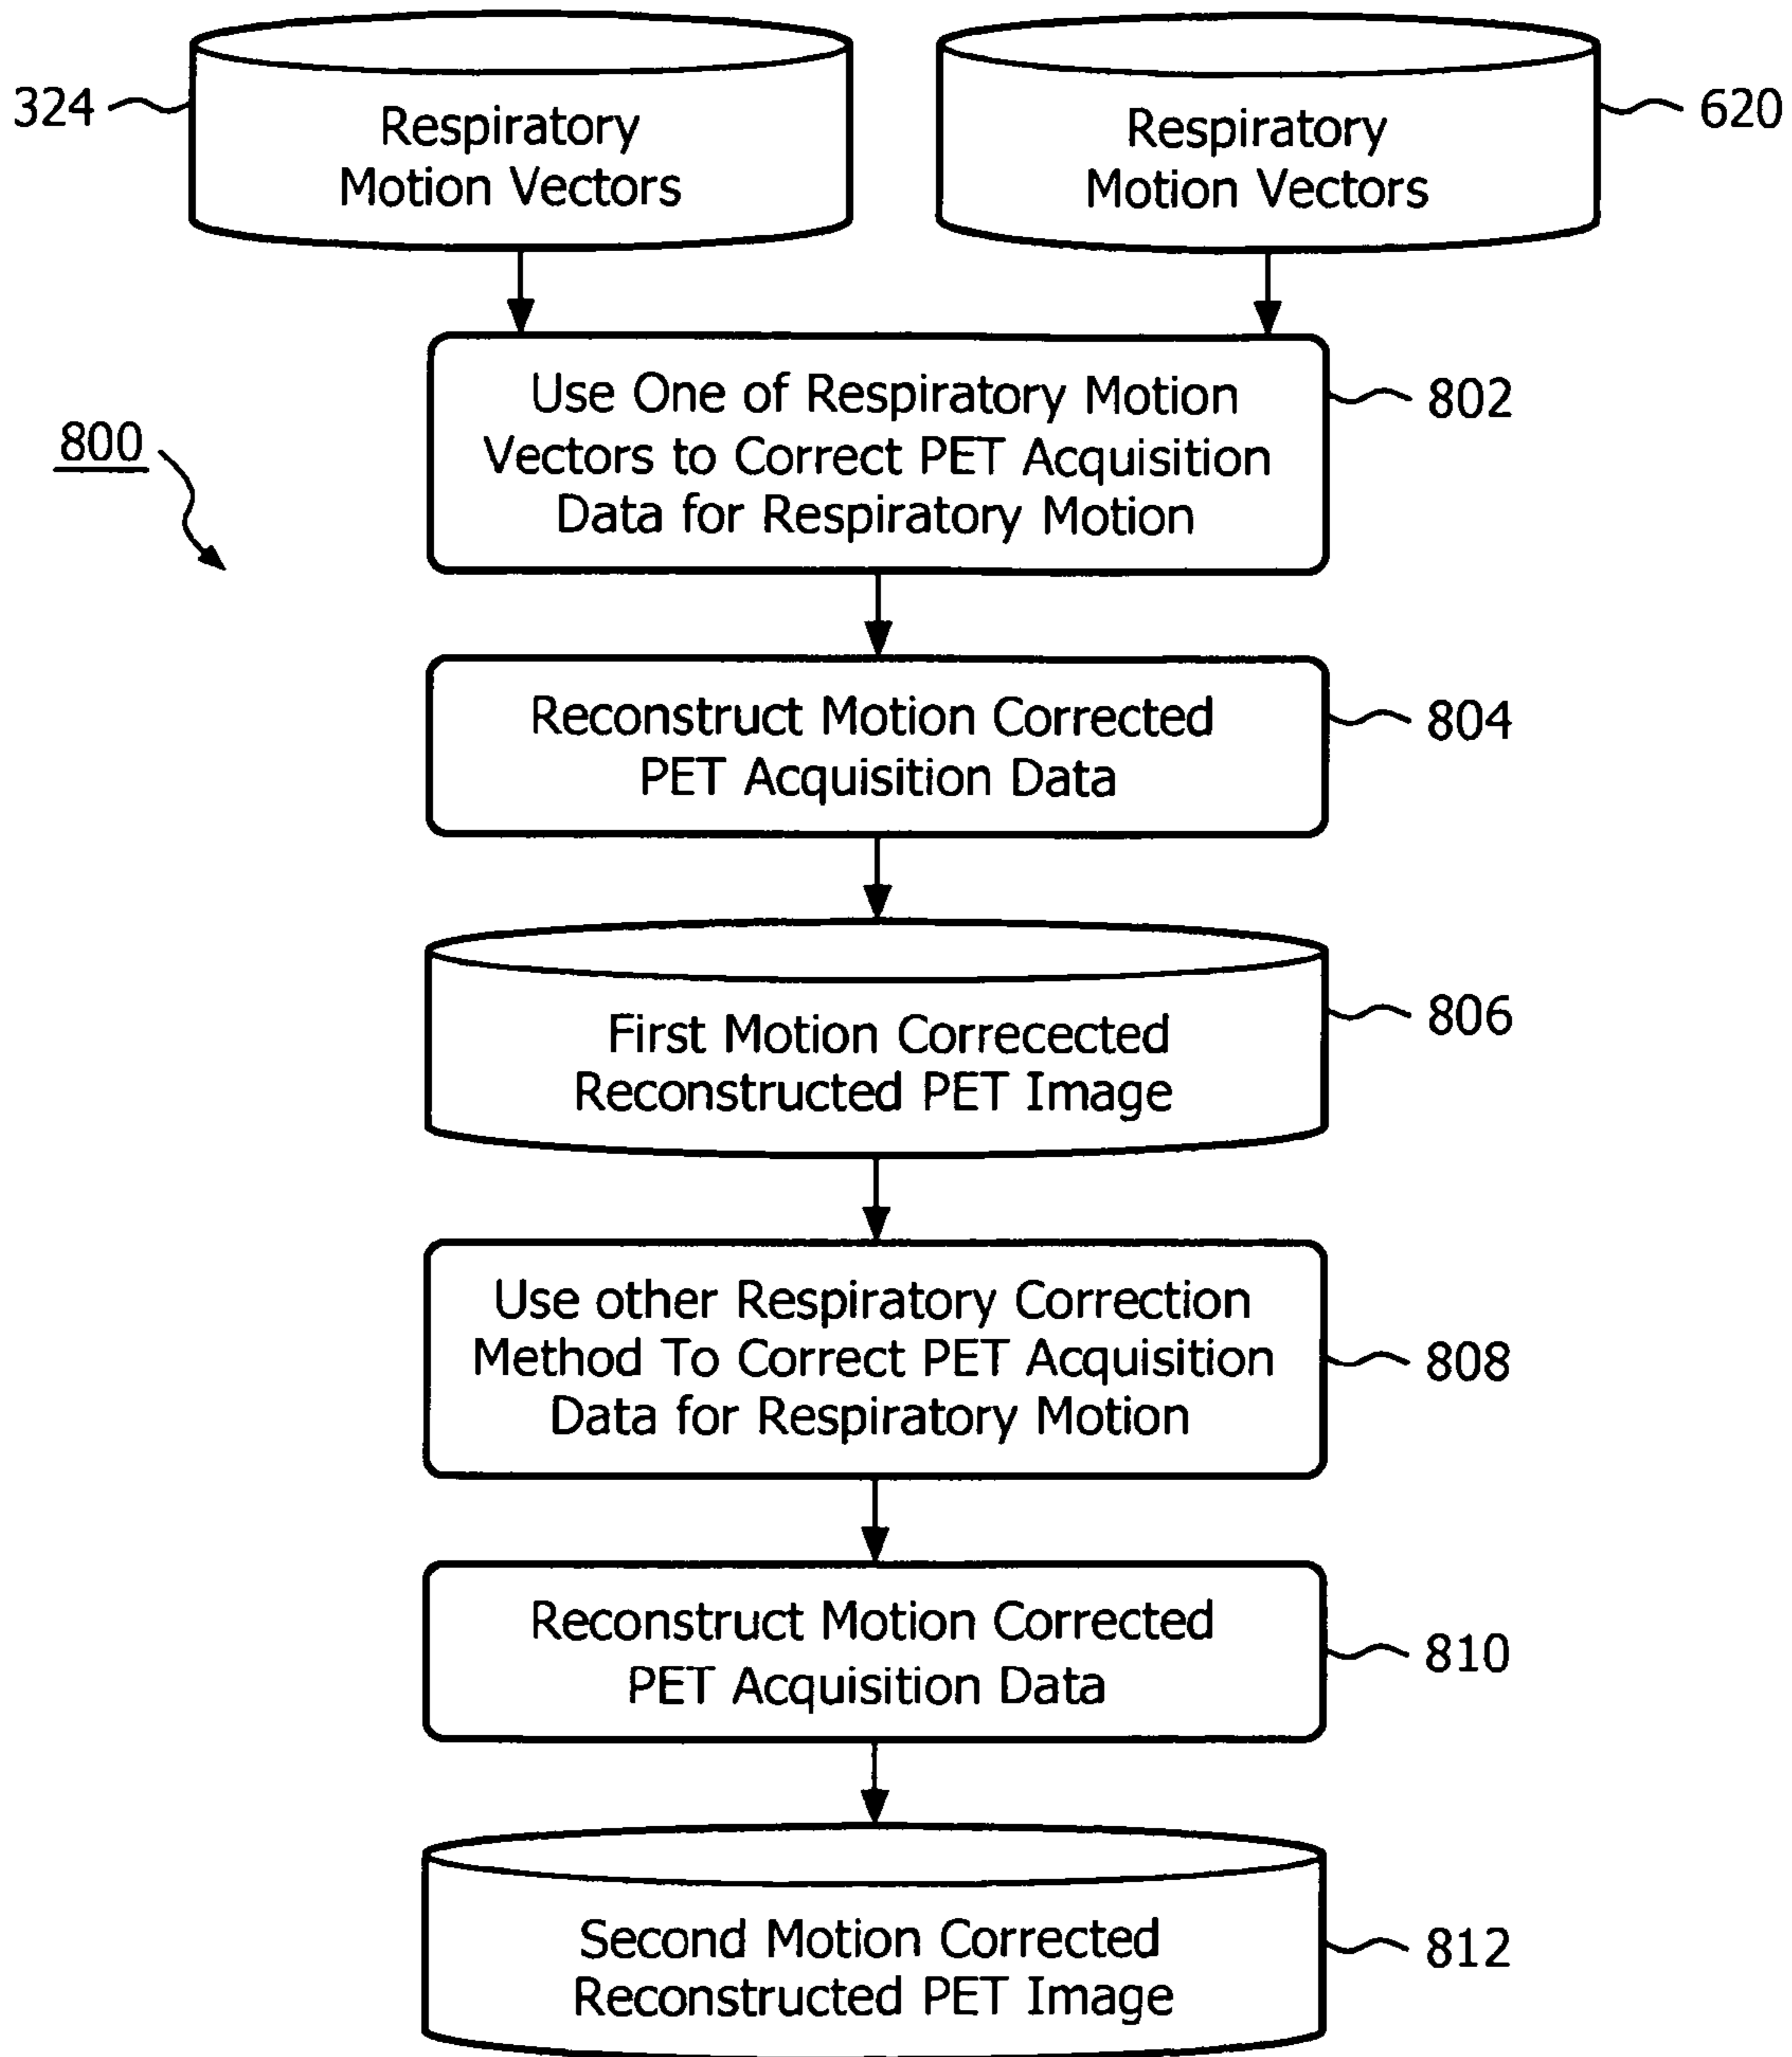 324
Respiratory
Motion Vectors
Respiratory
Motion Vectors
620
800
Use One of Respiratory Motion
Vectors to Correct PET Acquisition
Data for Respiratory Motion
802
Reconstruct Motion Corrected
PET Acquisition Data
804
First Motion Correcected
Reconstructed PET Image
806
Use other Respiratory Correction
Method To Correct PET Acquisition
Data for Respiratory Motion
808
Reconstruct Motion Corrected
PET Acquisition Data
810
Second Motion Corrected
Reconstructed PET Image
812